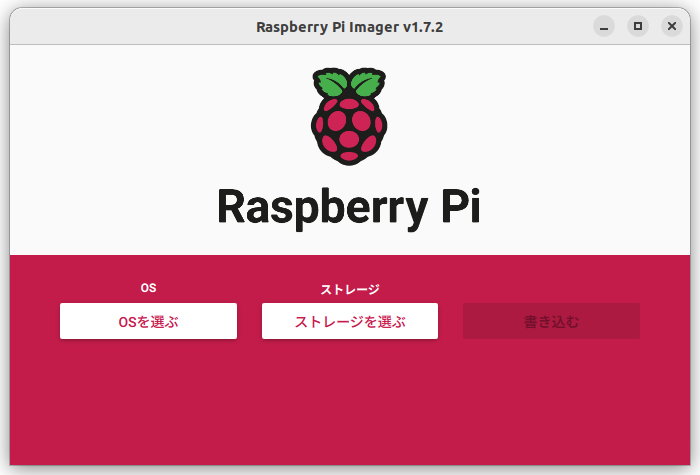 Raspberry Pi Imager v1.7.2
Raspberry Pi
OS
ストレージ
OSを選ぶ
ストレージを選ぶ
書き込む